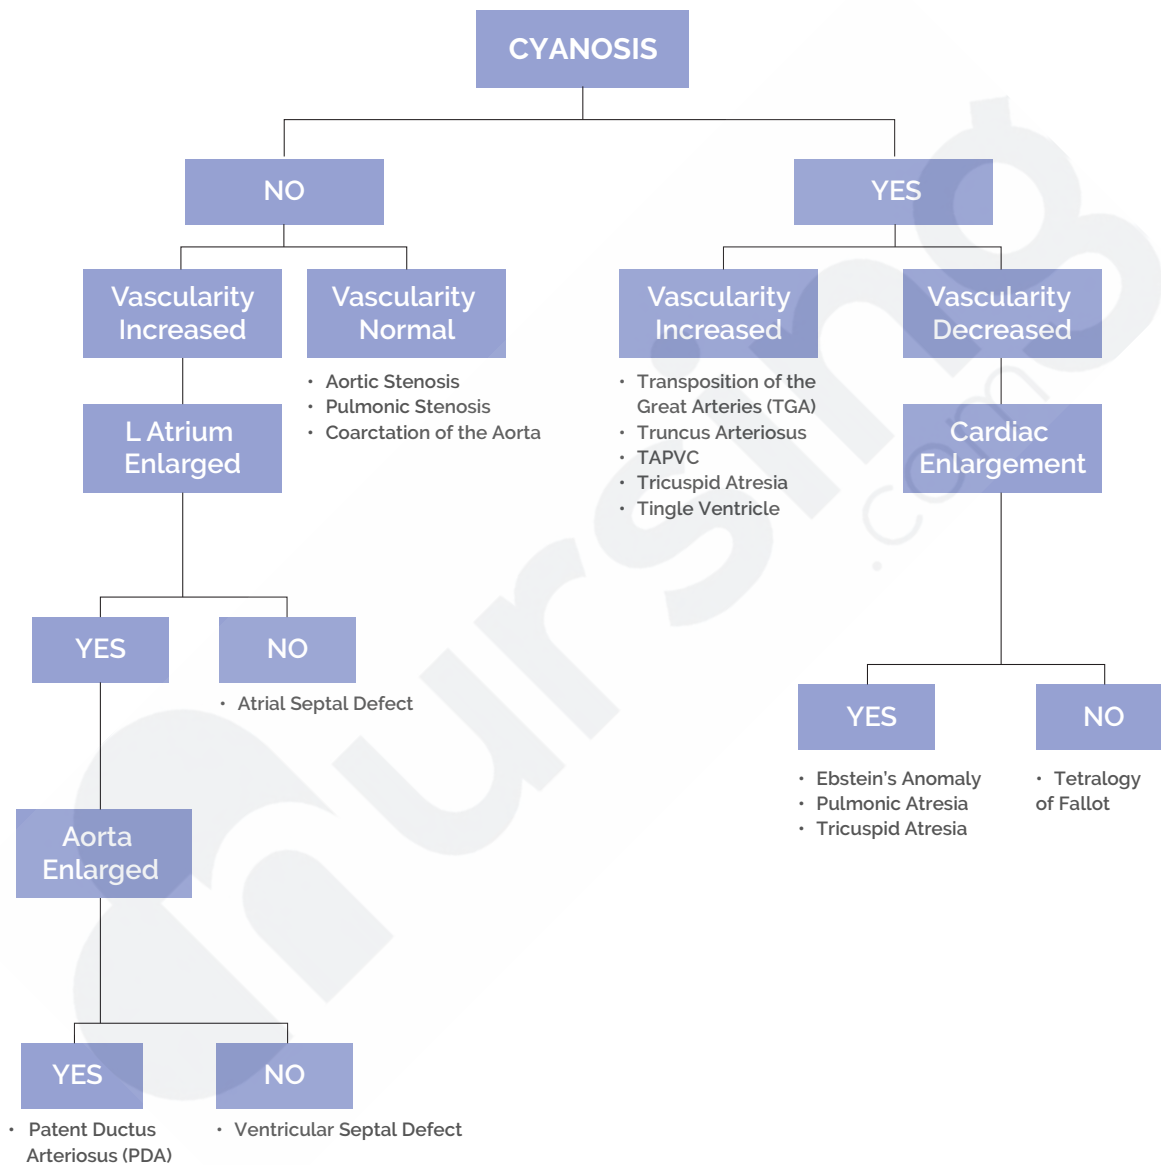 CYANOSIS
NO
YES
Vascularity
Increased
Vascularity
Normal
Vascularity
Increased
Vascularity
Decreased
• Aortic Stenosis
• Pulmonic Stenosis
• Coarctation of the Aorta
• Transposition of the
Great Arteries (TGA)
• Truncus Arteriosus
• TAPVC
• Tricuspid Atresia
• Tingle Ventricle
L Atrium
Enlarged
Cardiac
Enlargement
YES
NO
• Atrial Septal Defect
YES
NO
• Ebstein's Anomaly
• Pulmonic Atresia
• Tricuspid Atresia
• Tetralogy
of Fallot
Aorta
Enlarged
YES
NO
• Patent Ductus
Arteriosus (PDA)
• Ventricular Septal Defect
nursing
.com